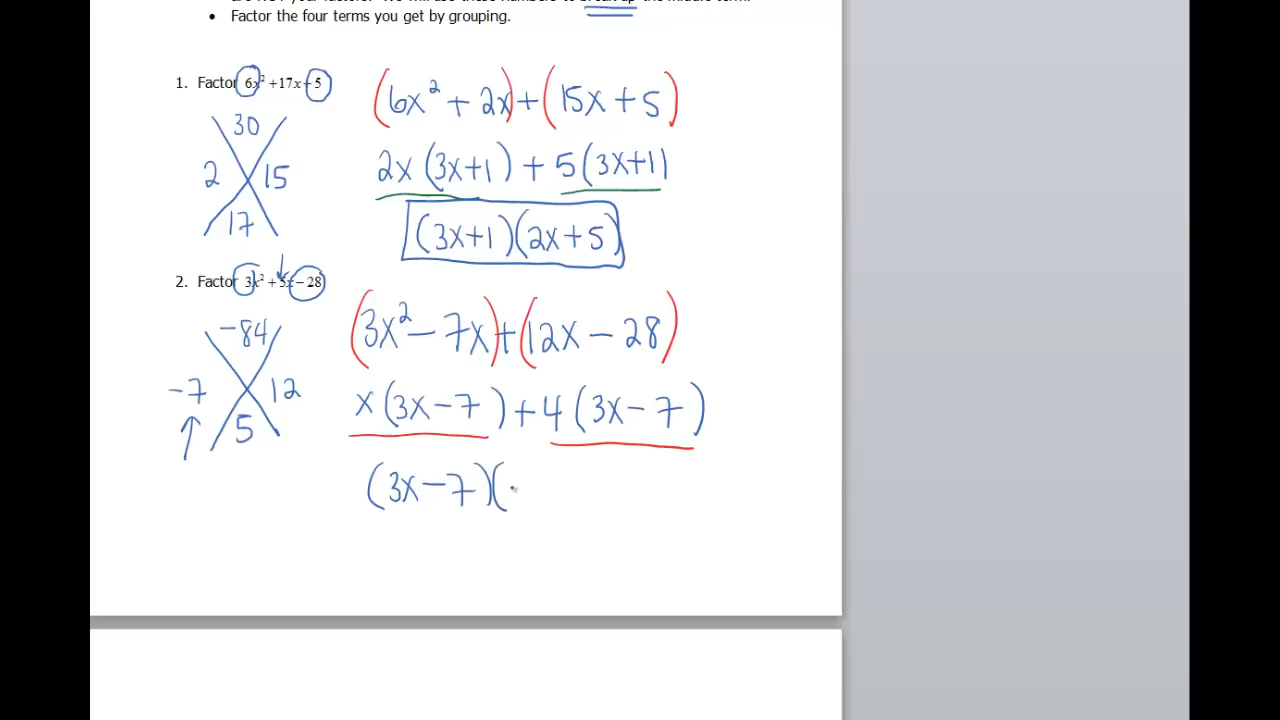 • Factor the four terms you get by grouping.
1. Factor 6x² +17x+5
(6x² + 2x) + (15x + 5)
30
2x (3x+1) + 5 (3x+1)
2 15
17
(3x+1)(2x+5)
2. Factor 3x² + 5x − 28
(3x² − 7x) + (12x − 28)
−84
−7 12
x (3x−7) + 4 (3x−7)
5
(3x−7)(